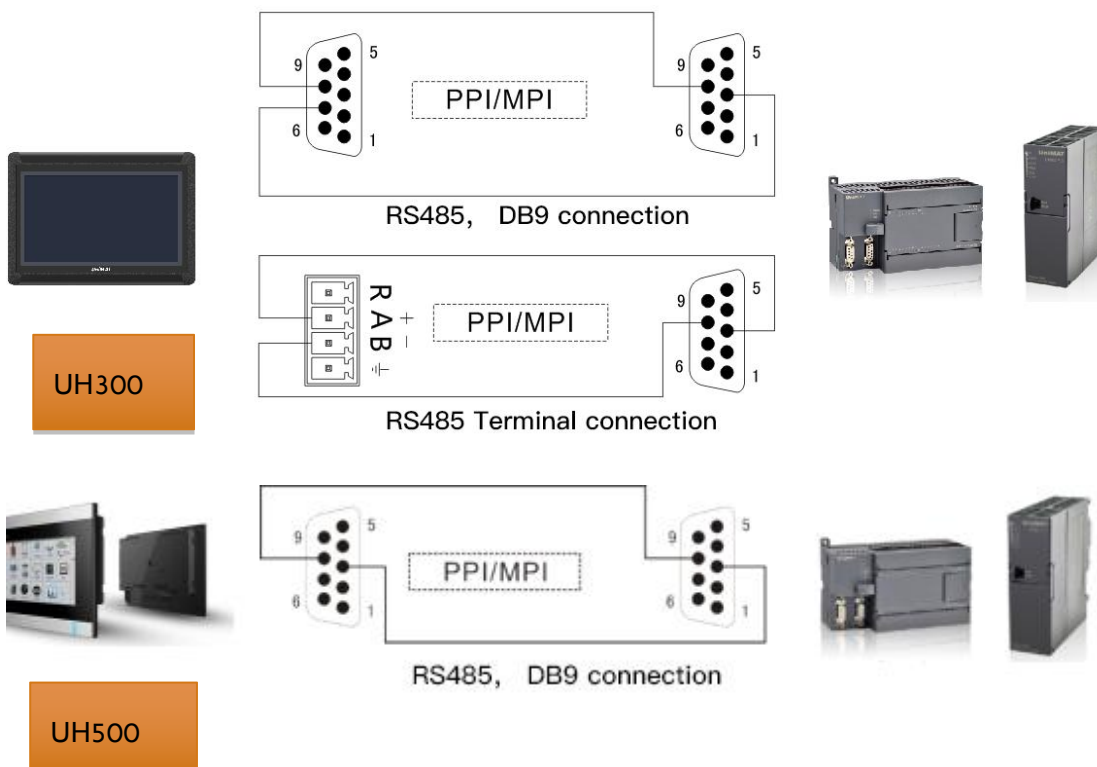 5
9
6
1
PPI/MPI
5
9
6
1
RS485, DB9 connection
R
A +
B -
PPI/MPI
5
9
6
1
RS485 Terminal connection
UH300
5
9
6
1
PPI/MPI
5
9
6
1
RS485, DB9 connection
UH500